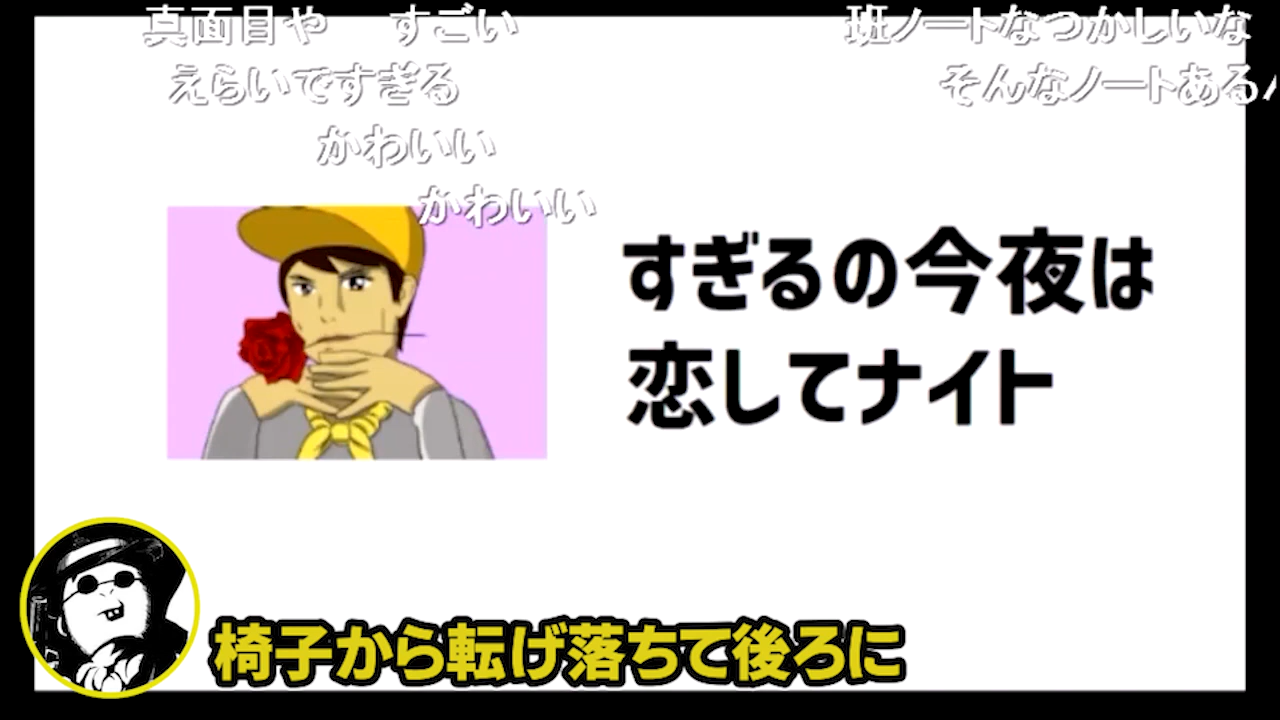 真面目や すごい 班ノートなつかしいな
えらいですぎる そんなノートある
かわいい
かわいい
すぎるの今夜は
恋してナイト
椅子から転げ落ちて後ろに